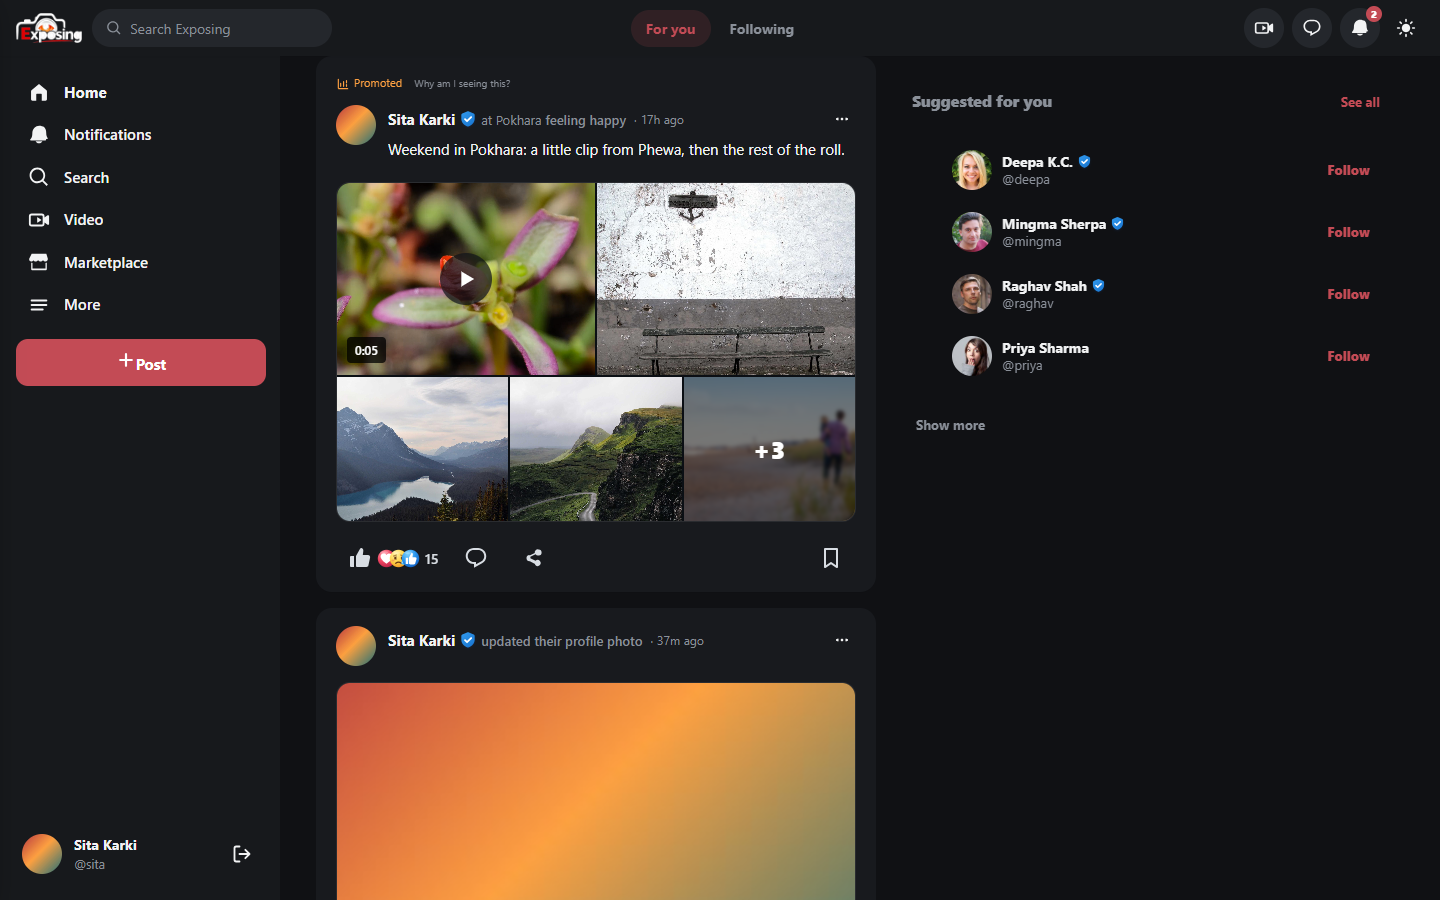 Exposing
Search Exposing
For you
Following
2
Home
Notifications
Search
Video
Marketplace
More
+ Post
Sita Karki
@sita
Promoted Why am I seeing this?
Sita Karki at Pokhara feeling happy · 17h ago
Weekend in Pokhara: a little clip from Phewa, then the rest of the roll.
0:05
+3
15
Sita Karki updated their profile photo · 37m ago
Suggested for you
See all
Deepa K.C.
@deepa
Follow
Mingma Sherpa
@mingma
Follow
Raghav Shah
@raghav
Follow
Priya Sharma
@priya
Follow
Show more